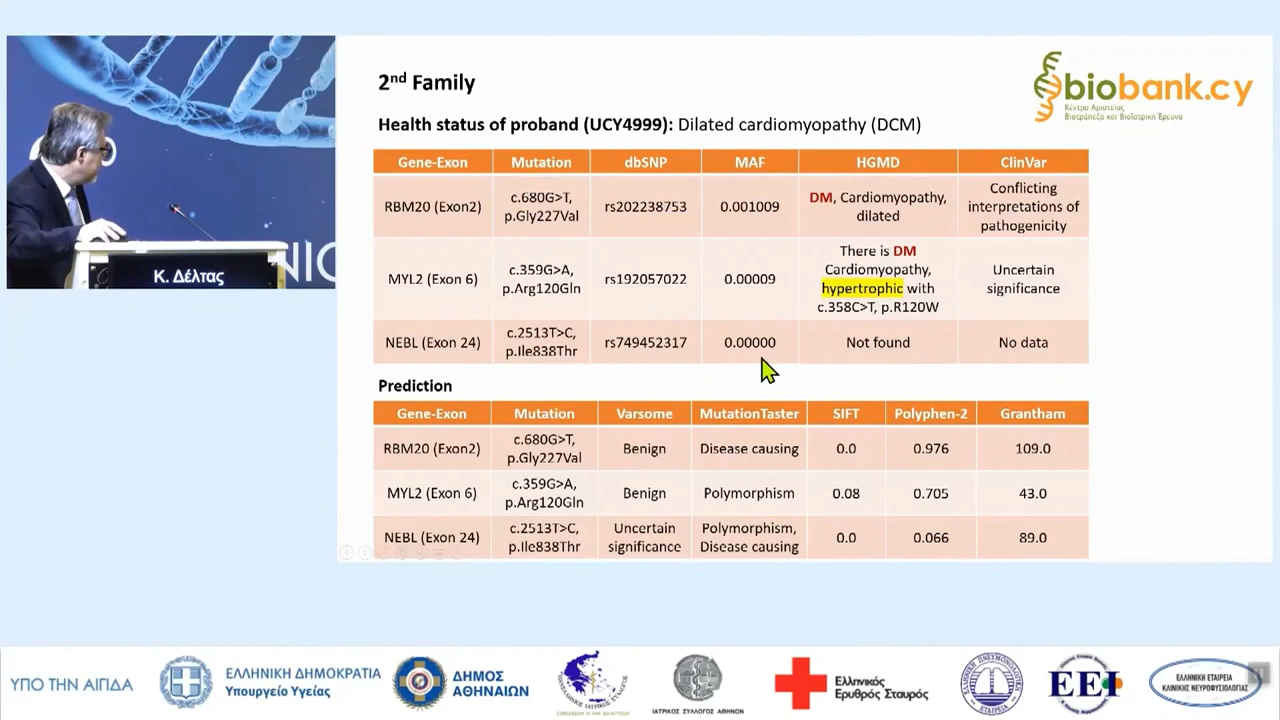 2nd Family
biobank.cy
Κέντρο Αριστείας
Βιοτράπεζα και Βιοϊατρική Έρευνα
Health status of proband (UCY4999): Dilated cardiomyopathy (DCM)
Gene-Exon Mutation dbSNP MAF HGMD ClinVar
RBM20 (Exon2) c.680G>T, p.Gly227Val rs202238753 0.001009 DM, Cardiomyopathy, dilated Conflicting interpretations of pathogenicity
MYL2 (Exon 6) c.359G>A, p.Arg120Gln rs192057022 0.00009 There is DM Cardiomyopathy, hypertrophic with c.358C>T, p.R120W Uncertain significance
NEBL (Exon 24) c.2513T>C, p.Ile838Thr rs749452317 0.00000 Not found No data
Prediction
Gene-Exon Mutation Varsome MutationTaster SIFT Polyphen-2 Grantham
RBM20 (Exon2) c.680G>T, p.Gly227Val Benign Disease causing 0.0 0.976 109.0
MYL2 (Exon 6) c.359G>A, p.Arg120Gln Benign Polymorphism 0.08 0.705 43.0
NEBL (Exon 24) c.2513T>C, p.Ile838Thr Uncertain significance Polymorphism, Disease causing 0.0 0.066 89.0
Κ. Δέλτας
ΥΠΟ ΤΗΝ ΑΙΓΙΔΑ
ΕΛΛΗΝΙΚΗ ΔΗΜΟΚΡΑΤΙΑ
Υπουργείο Υγείας
ΔΗΜΟΣ
ΑΘΗΝΑΙΩΝ
ΙΑΤΡΙΚΟΣ ΣΥΛΛΟΓΟΣ ΑΘΗΝΩΝ
Ελληνικός
Ερυθρός Σταυρός
ΕΕΙ
ΕΛΛΗΝΙΚΗ ΕΤΑΙΡΕΙΑ
ΚΛΙΝΙΚΗΣ ΝΕΥΡΟΦΥΣΙΟΛΟΓΙΑΣ